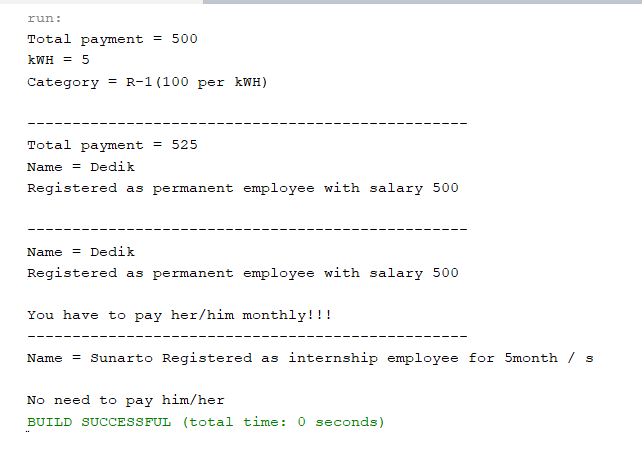 run:
Total payment = 500
kWH = 5
Category = R-1(100 per kWH)
-------------------------------------------------
Total payment = 525
Name = Dedik
Registered as permanent employee with salary 500
-------------------------------------------------
Name = Dedik
Registered as permanent employee with salary 500
You have to pay her/him monthly!!!
-------------------------------------------------
Name = Sunarto Registered as internship employee for 5month / s
No need to pay him/her
BUILD SUCCESSFUL (total time: 0 seconds)